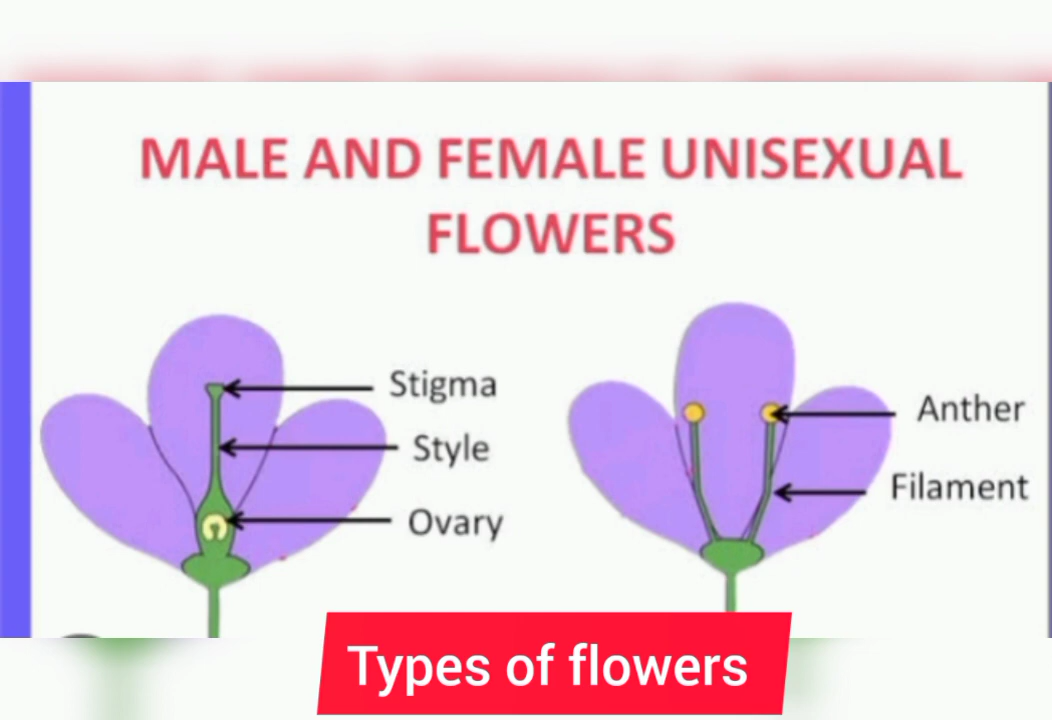 MALE AND FEMALE UNISEXUAL
FLOWERS
Stigma
Style
Ovary
Anther
Filament
Types of flowers